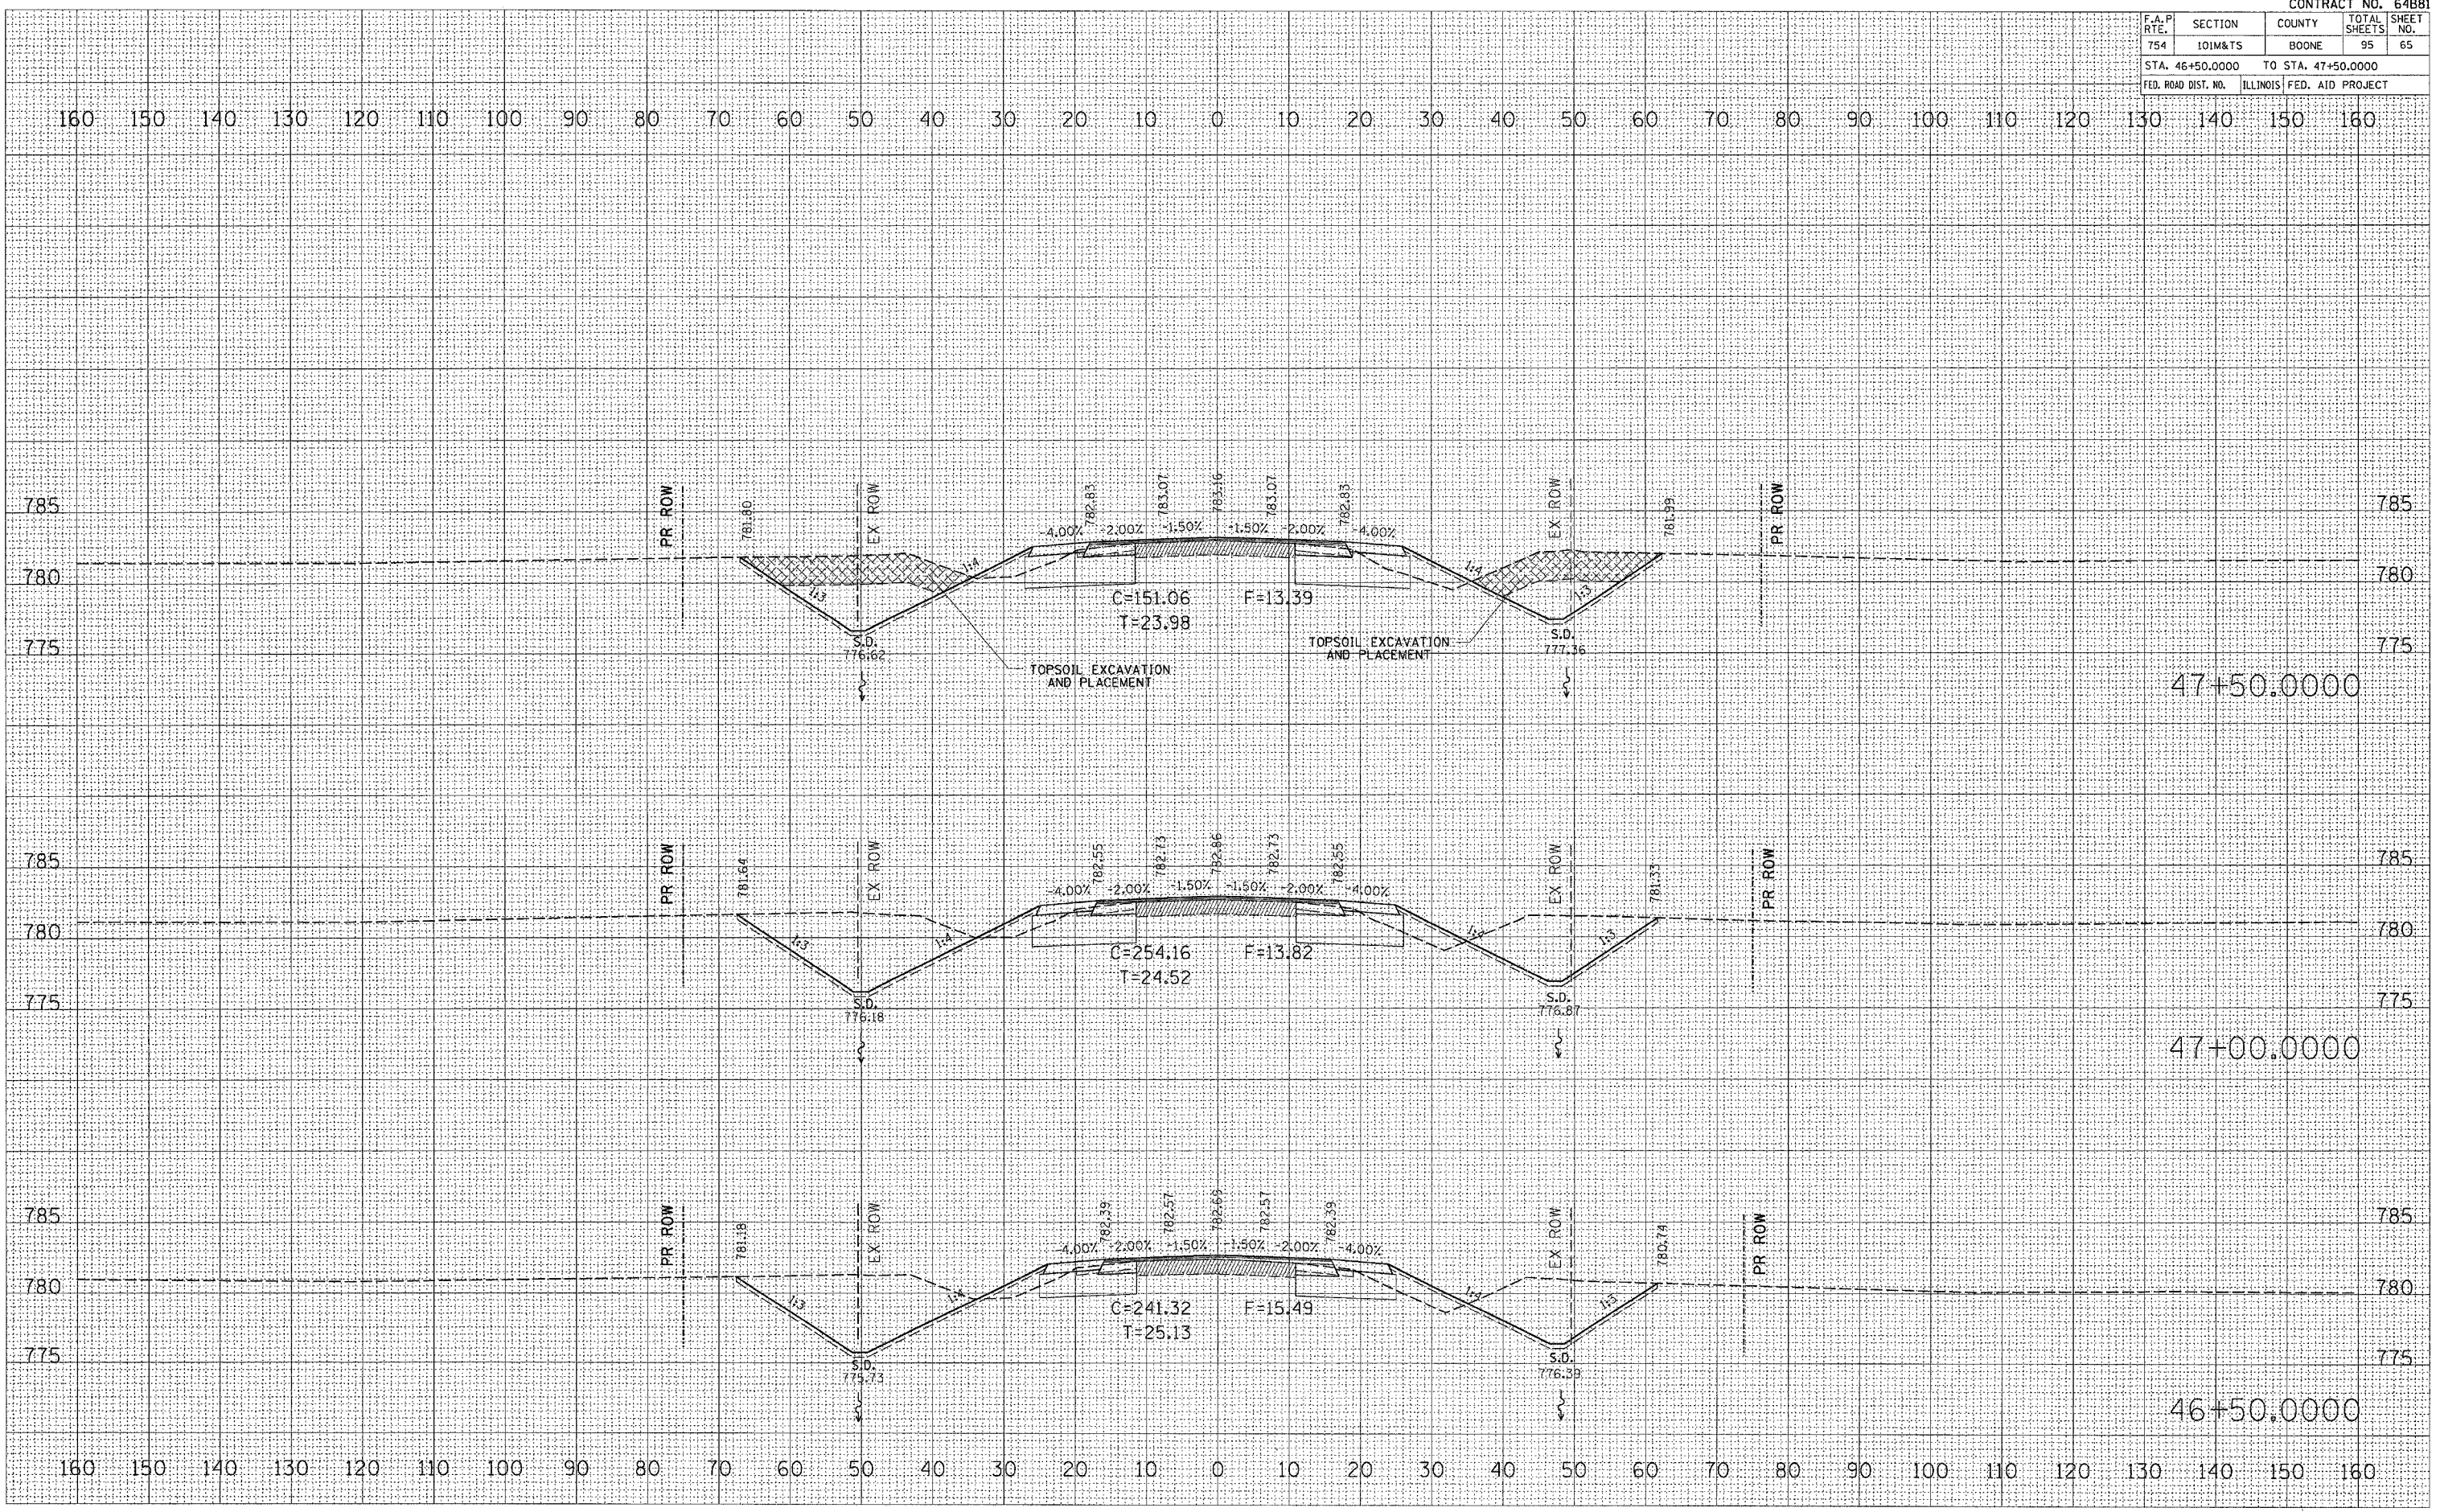 CONTRACT NO. 64B81
F.A.P. RTE. SECTION COUNTY TOTAL SHEETS SHEET NO.
754 101M&TS BOONE 95 65
STA. 46+50.0000 TO STA. 47+50.0000
FED. ROAD DIST. NO. ILLINOIS FED. AID PROJECT
160 150 140 130 120 110 100 90 80 70 60 50 40 30 20 10 0 10 20 30 40 50 60 70 80 90 100 110 120 130 140 150 160
PR ROW 781.80 EX ROW 782.83 783.07 783.16 783.07 782.83 EX ROW 781.99 PR ROW
785 785
-4.00% -2.00% -1.50% -1.50% -2.00% -4.00%
1:4 1:4
780 780
1:3 1:3
C=151.06 F=13.39
T=23.98
S.D. S.D.
776.62 777.36
775 775
TOPSOIL EXCAVATION
AND PLACEMENT
TOPSOIL EXCAVATION
AND PLACEMENT
47+50.0000
PR ROW 781.64 EX ROW 782.55 782.73 782.86 782.73 782.55 EX ROW 781.33 PR ROW
785 785
-4.00% -2.00% -1.50% -1.50% -2.00% -4.00%
780 780
1:3 1:4 1:4 1:3
C=254.16 F=13.82
T=24.52
S.D. S.D.
776.18 776.87
775 775
47+00.0000
PR ROW 781.18 EX ROW 782.39 782.57 782.69 782.57 782.39 EX ROW 780.74 PR ROW
785 785
-4.00% -2.00% -1.50% -1.50% -2.00% -4.00%
780 780
1:3 1:4 1:4 1:3
C=241.32 F=15.49
T=25.13
S.D. S.D.
775.73 776.39
775 775
46+50.0000
160 150 140 130 120 110 100 90 80 70 60 50 40 30 20 10 0 10 20 30 40 50 60 70 80 90 100 110 120 130 140 150 160